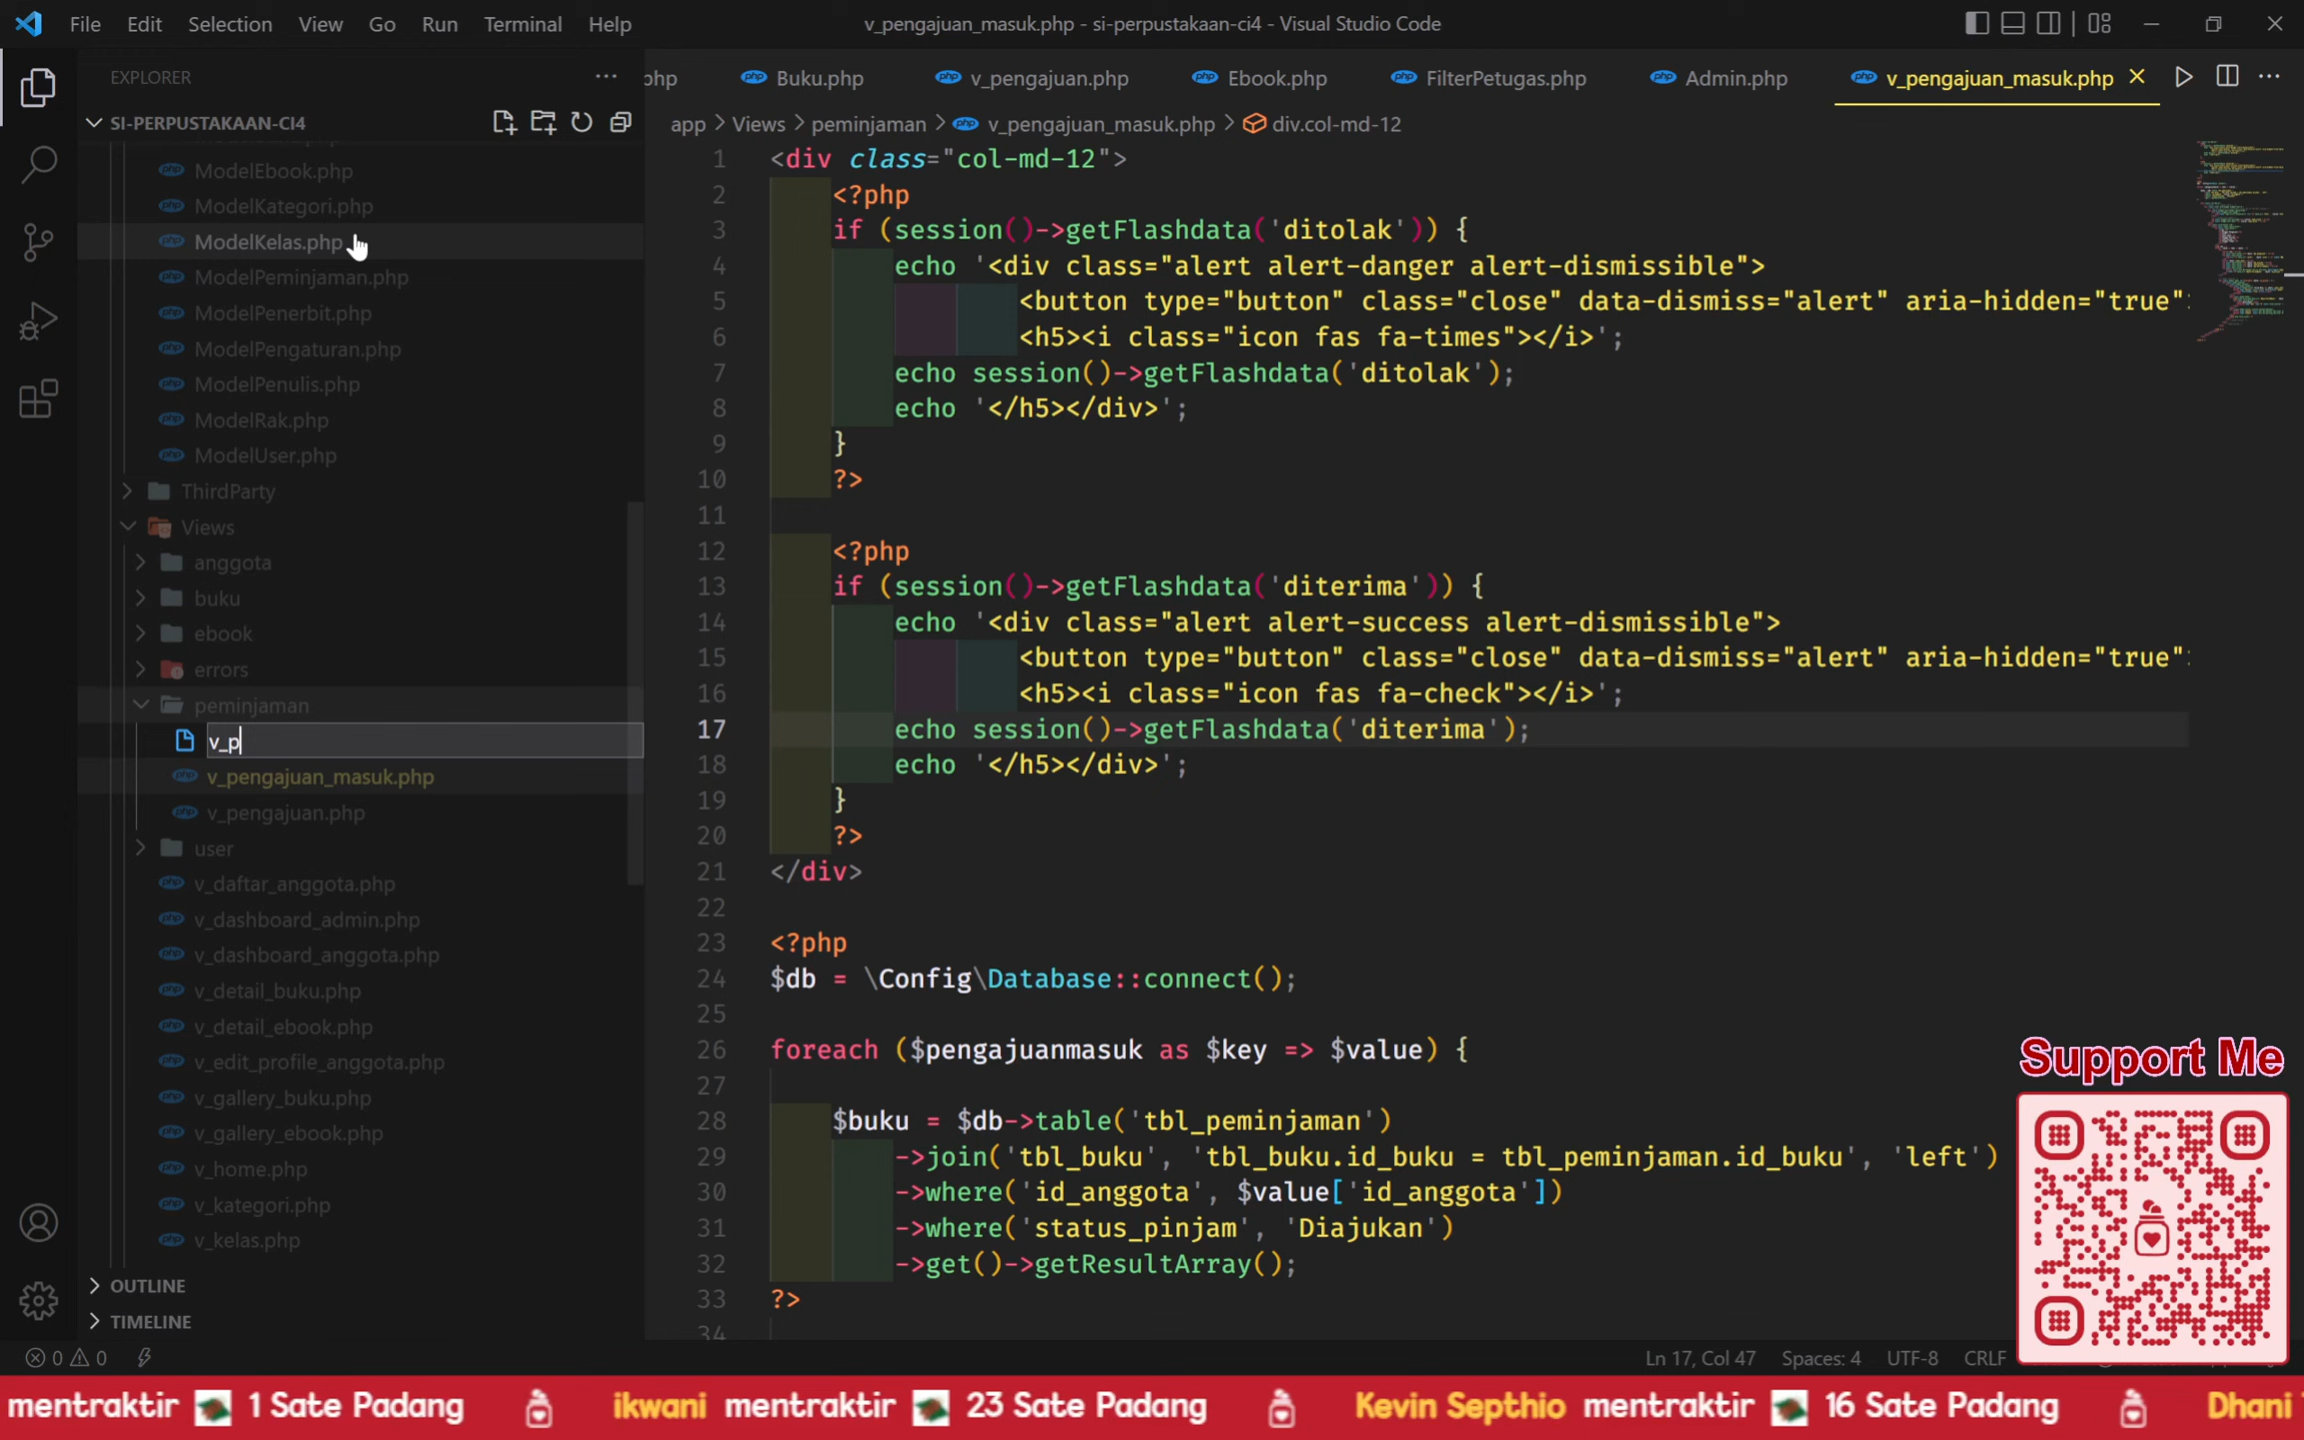 File Edit Selection View Go Run Terminal Help
v_pengajuan_masuk.php - si-perpustakaan-ci4 - Visual Studio Code
EXPLORER
SI-PERPUSTAKAAN-CI4
ModelEbook.php
ModelKategori.php
ModelKelas.php
ModelPeminjaman.php
ModelPenerbit.php
ModelPengaturan.php
ModelPenulis.php
ModelRak.php
ModelUser.php
ThirdParty
Views
anggota
buku
ebook
errors
peminjaman
v_p
v_pengajuan_masuk.php
v_pengajuan.php
user
v_daftar_anggota.php
v_dashboard_admin.php
v_dashboard_anggota.php
v_detail_buku.php
v_detail_ebook.php
v_edit_profile_anggota.php
v_gallery_buku.php
v_gallery_ebook.php
v_home.php
v_kategori.php
v_kelas.php
OUTLINE
TIMELINE
php Buku.php v_pengajuan.php Ebook.php FilterPetugas.php Admin.php v_pengajuan_masuk.php
app > Views > peminjaman > v_pengajuan_masuk.php > div.col-md-12
1 <div class="col-md-12">
2 <?php
3 if (session()->getFlashdata('ditolak')) {
4 echo '<div class="alert alert-danger alert-dismissible">
5 <button type="button" class="close" data-dismiss="alert" aria-hidden="true"
6 <h5><i class="icon fas fa-times"></i>';
7 echo session()->getFlashdata('ditolak');
8 echo '</h5></div>';
9 }
10 ?>
11
12 <?php
13 if (session()->getFlashdata('diterima')) {
14 echo '<div class="alert alert-success alert-dismissible">
15 <button type="button" class="close" data-dismiss="alert" aria-hidden="true"
16 <h5><i class="icon fas fa-check"></i>';
17 echo session()->getFlashdata('diterima');
18 echo '</h5></div>';
19 }
20 ?>
21 </div>
22
23 <?php
24 $db = \Config\Database::connect();
25
26 foreach ($pengajuanmasuk as $key => $value) {
27
28 $buku = $db->table('tbl_peminjaman')
29 ->join('tbl_buku', 'tbl_buku.id_buku = tbl_peminjaman.id_buku', 'left')
30 ->where('id_anggota', $value['id_anggota'])
31 ->where('status_pinjam', 'Diajukan')
32 ->get()->getResultArray();
33 ?>
34
Support Me
0 0
Ln 17, Col 47 Spaces: 4 UTF-8 CRLF
mentraktir 1 Sate Padang ikwani mentraktir 23 Sate Padang Kevin Septhio mentraktir 16 Sate Padang Dhani